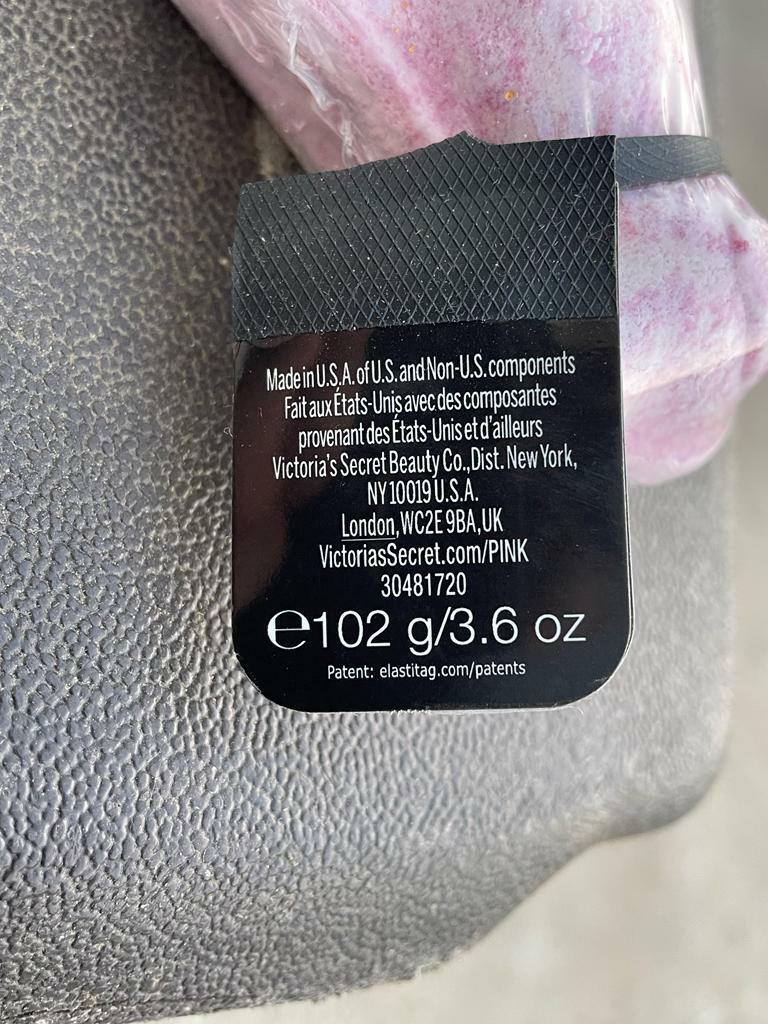 Made in U.S.A. of U.S. and Non-U.S. components
Fait aux États-Unis avec des composantes
provenant des États-Unis et d'ailleurs
Victoria's Secret Beauty Co., Dist. New York,
NY 10019 U.S.A.
London, WC2E 9BA, UK
VictoriasSecret.com/PINK
30481720
℮102 g/3.6 oz
Patent: elastitag.com/patents